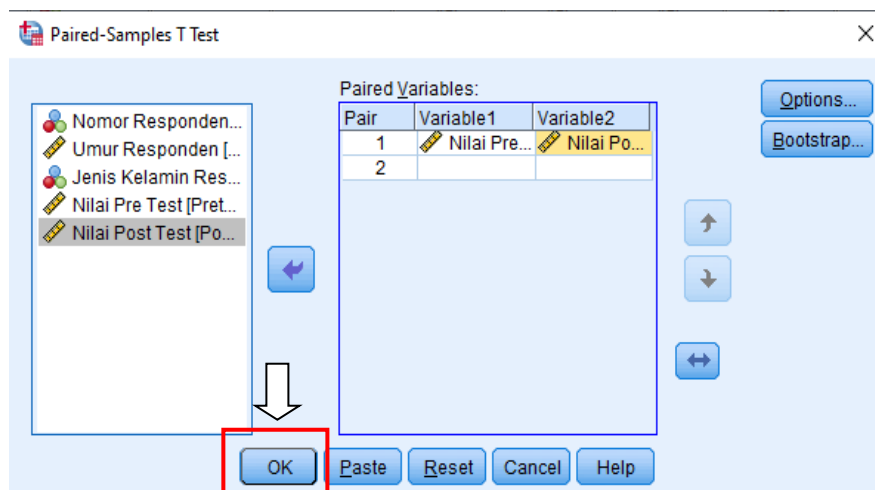 Paired-Samples T Test
Paired Variables:
Nomor Responden...
Umur Responden [...
Jenis Kelamin Res...
Nilai Pre Test [Pret...
Nilai Post Test [Po...
Pair Variable1 Variable2
1 Nilai Pre... Nilai Po...
2
Options...
Bootstrap...
OK Paste Reset Cancel Help